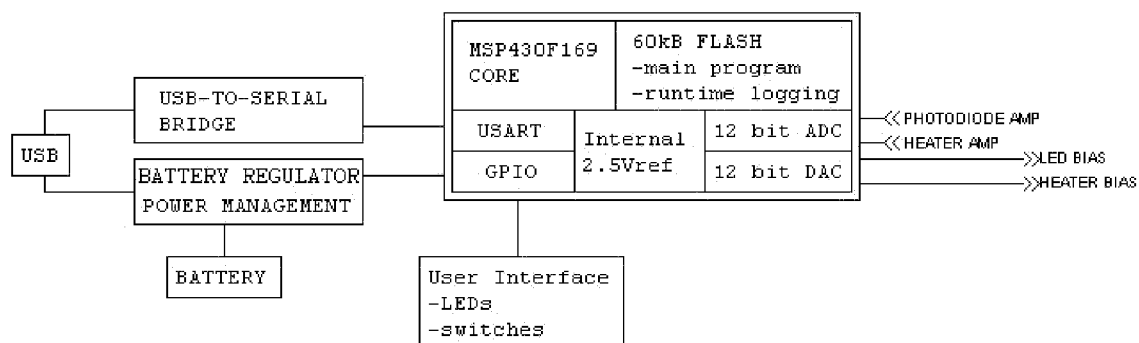 MSP430F169
CORE
60kB FLASH
-main program
-runtime logging
USB-TO-SERIAL
BRIDGE
USART
Internal
2.5Vref
12 bit ADC
PHOTODIODE AMP
HEATER AMP
USB
GPIO
12 bit DAC
LED BIAS
HEATER BIAS
BATTERY REGULATOR
POWER MANAGEMENT
BATTERY
User Interface
-LEDs
-switches